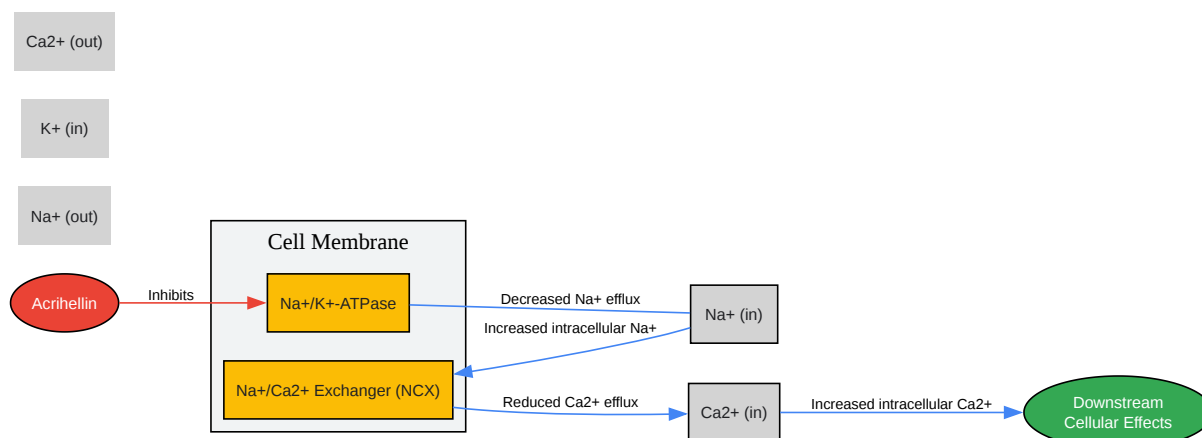 Ca2+ (out)
K+ (in)
Na+ (out)
Cell Membrane
Acrihellin
Inhibits
Na+/K+-ATPase
Decreased Na+ efflux
Na+ (in)
Increased intracellular Na+
Na+/Ca2+ Exchanger (NCX)
Reduced Ca2+ efflux
Ca2+ (in)
Increased intracellular Ca2+
Downstream
Cellular Effects